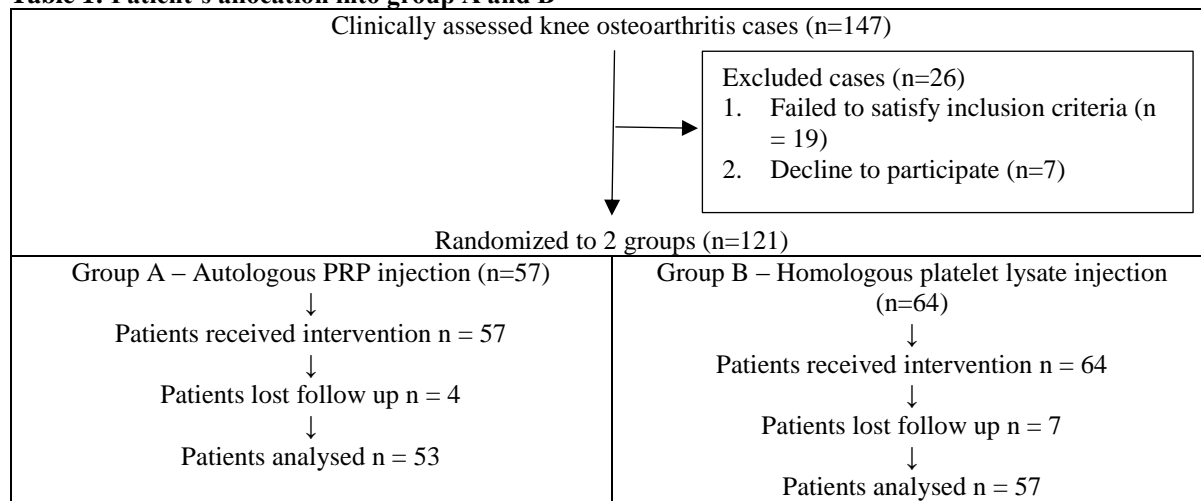 Table 1: Patient's allocation into group A and B
Clinically assessed knee osteoarthritis cases (n=147)
Excluded cases (n=26)
1. Failed to satisfy inclusion criteria (n
= 19)
2. Decline to participate (n=7)
Randomized to 2 groups (n=121)
Group A – Autologous PRP injection (n=57)
↓
Patients received intervention n = 57
↓
Patients lost follow up n = 4
↓
Patients analysed n = 53
Group B – Homologous platelet lysate injection
(n=64)
↓
Patients received intervention n = 64
↓
Patients lost follow up n = 7
↓
Patients analysed n = 57